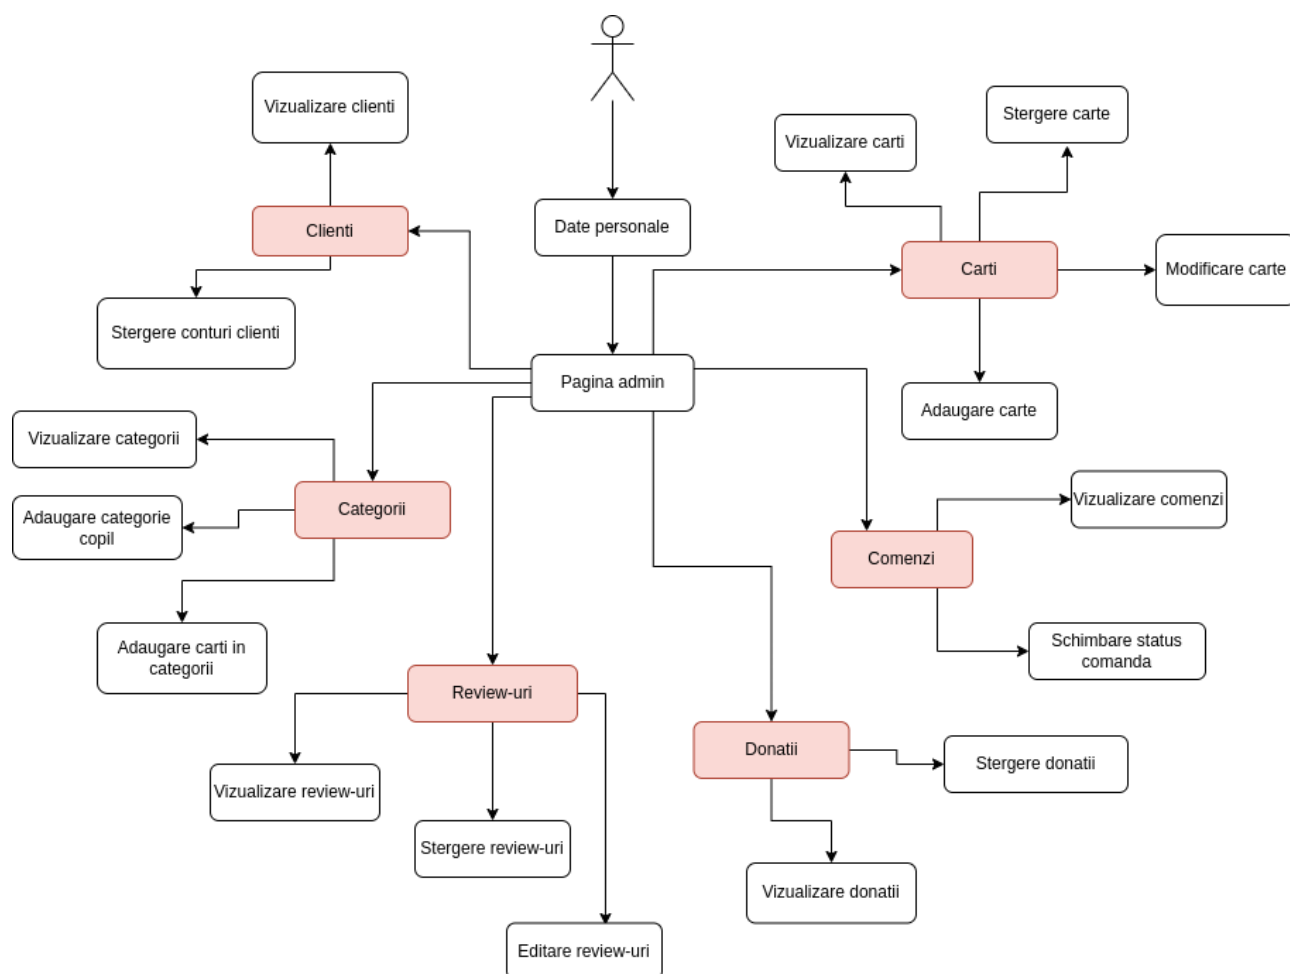 Vizualizare clienti
Stergere carte
Vizualizare carti
Clienti
Date personale
Carti
Modificare carte
Stergere conturi clienti
Pagina admin
Adaugare carte
Vizualizare categorii
Vizualizare comenzi
Categorii
Adaugare categorie
copil
Comenzi
Adaugare carti in
categorii
Schimbare status
comanda
Review-uri
Donatii
Stergere donatii
Vizualizare review-uri
Stergere review-uri
Vizualizare donatii
Editare review-uri